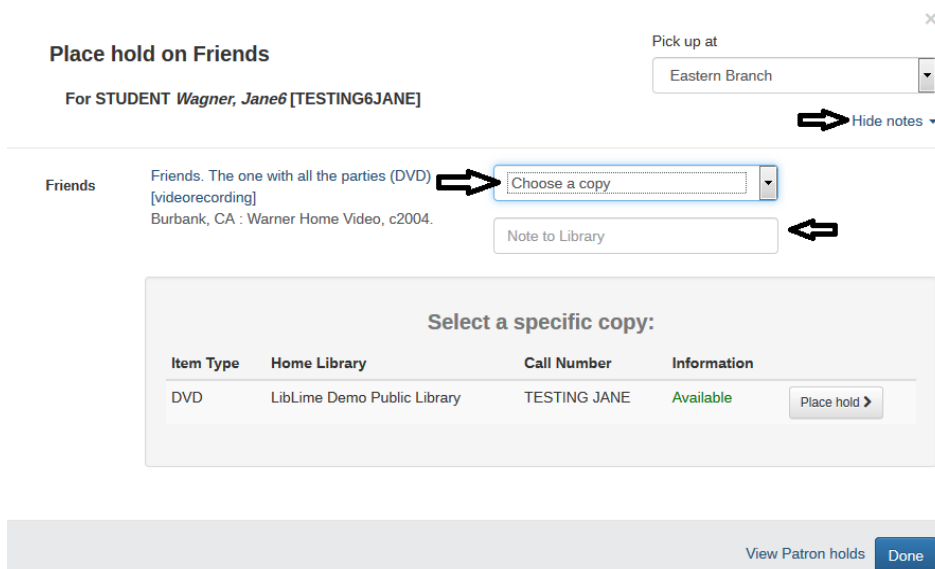 ×
Place hold on Friends
Pick up at
Eastern Branch
For STUDENT Wagner, Jane6 [TESTING6JANE]
Hide notes
Friends
Friends. The one with all the parties (DVD)
[videorecording]
Burbank, CA : Warner Home Video, c2004.
Choose a copy
Note to Library
Select a specific copy:
Item Type Home Library Call Number Information
DVD LibLime Demo Public Library TESTING JANE Available Place hold
View Patron holds Done